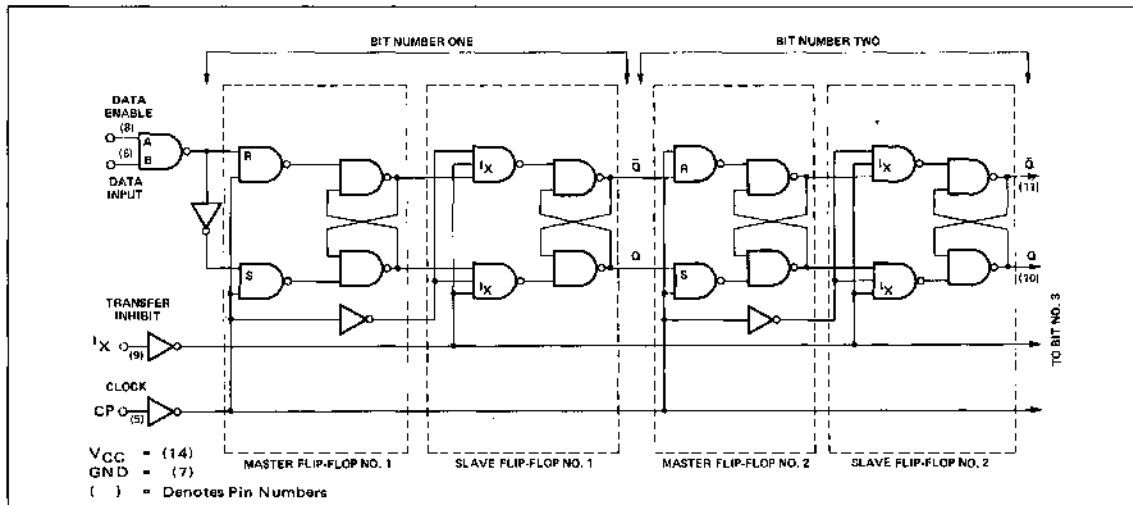 BIT NUMBER ONE
BIT NUMBER TWO
DATA
ENABLE
(8)
A
B
(6)
DATA
INPUT
R
S
IX
IX
Q̄
Q
R
S
IX
IX
Q̄
(11)
Q
(10)
TRANSFER
INHIBIT
IX
(9)
CLOCK
CP
(5)
TO BIT NO. 3
VCC = (14)
GND = (7)
( ) = Denotes Pin Numbers
MASTER FLIP-FLOP NO. 1
SLAVE FLIP-FLOP NO. 1
MASTER FLIP-FLOP NO. 2
SLAVE FLIP-FLOP NO. 2